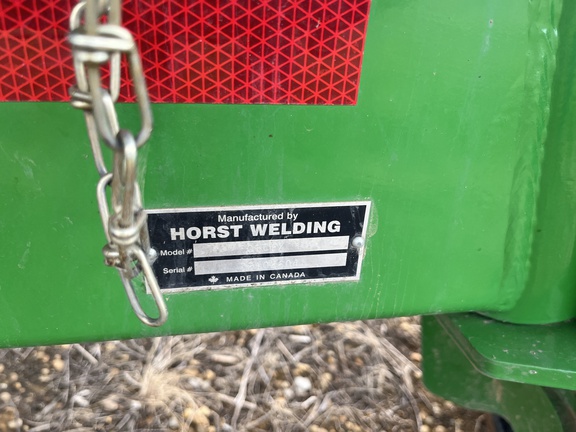 Manufactured by
HORST WELDING
Model #
Serial #
MADE IN CANADA